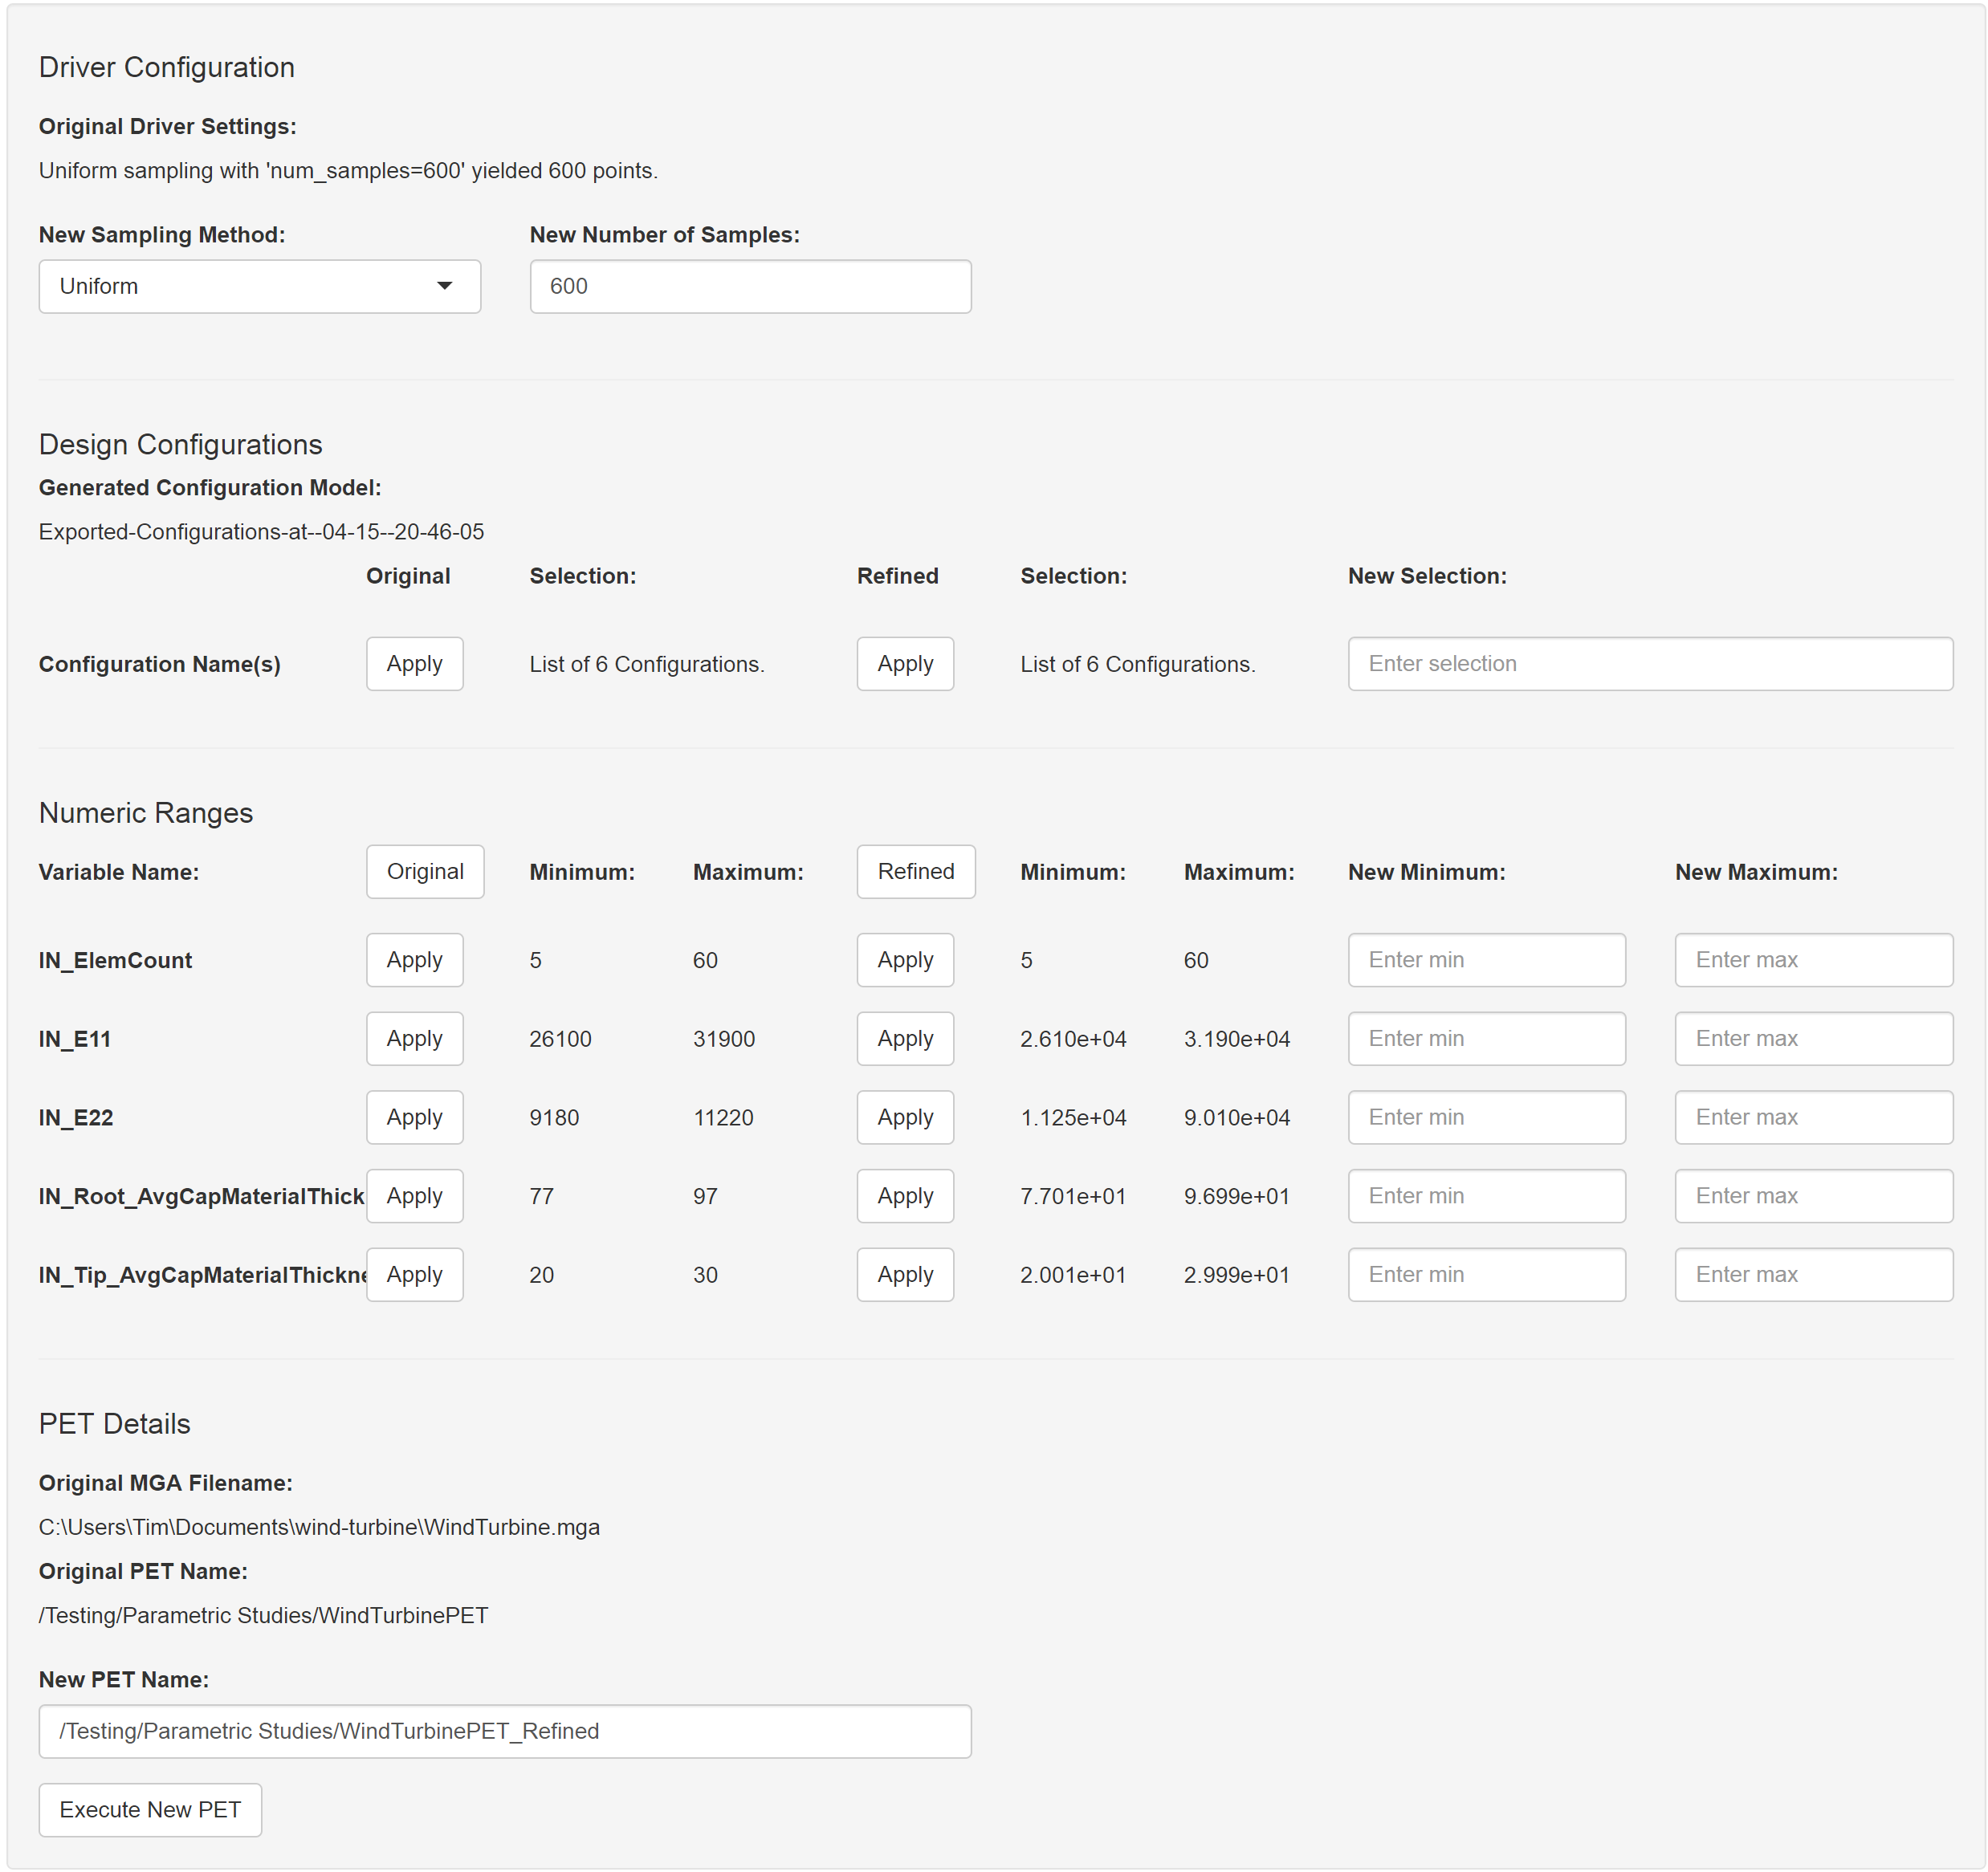 Driver Configuration
Original Driver Settings:
Uniform sampling with 'num_samples=600' yielded 600 points.
New Sampling Method: New Number of Samples:
Uniform 600
Design Configurations
Generated Configuration Model:
Exported-Configurations-at--04-15--20-46-05
Original Selection: Refined Selection: New Selection:
Configuration Name(s) Apply List of 6 Configurations. Apply List of 6 Configurations. Enter selection
Numeric Ranges
Variable Name: Original Minimum: Maximum: Refined Minimum: Maximum: New Minimum: New Maximum:
IN_ElemCount Apply 5 60 Apply 5 60 Enter min Enter max
IN_E11 Apply 26100 31900 Apply 2.610e+04 3.190e+04 Enter min Enter max
IN_E22 Apply 9180 11220 Apply 1.125e+04 9.010e+04 Enter min Enter max
IN_Root_AvgCapMaterialThick Apply 77 97 Apply 7.701e+01 9.699e+01 Enter min Enter max
IN_Tip_AvgCapMaterialThickne Apply 20 30 Apply 2.001e+01 2.999e+01 Enter min Enter max
PET Details
Original MGA Filename:
C:\Users\Tim\Documents\wind-turbine\WindTurbine.mga
Original PET Name:
/Testing/Parametric Studies/WindTurbinePET
New PET Name:
/Testing/Parametric Studies/WindTurbinePET_Refined
Execute New PET